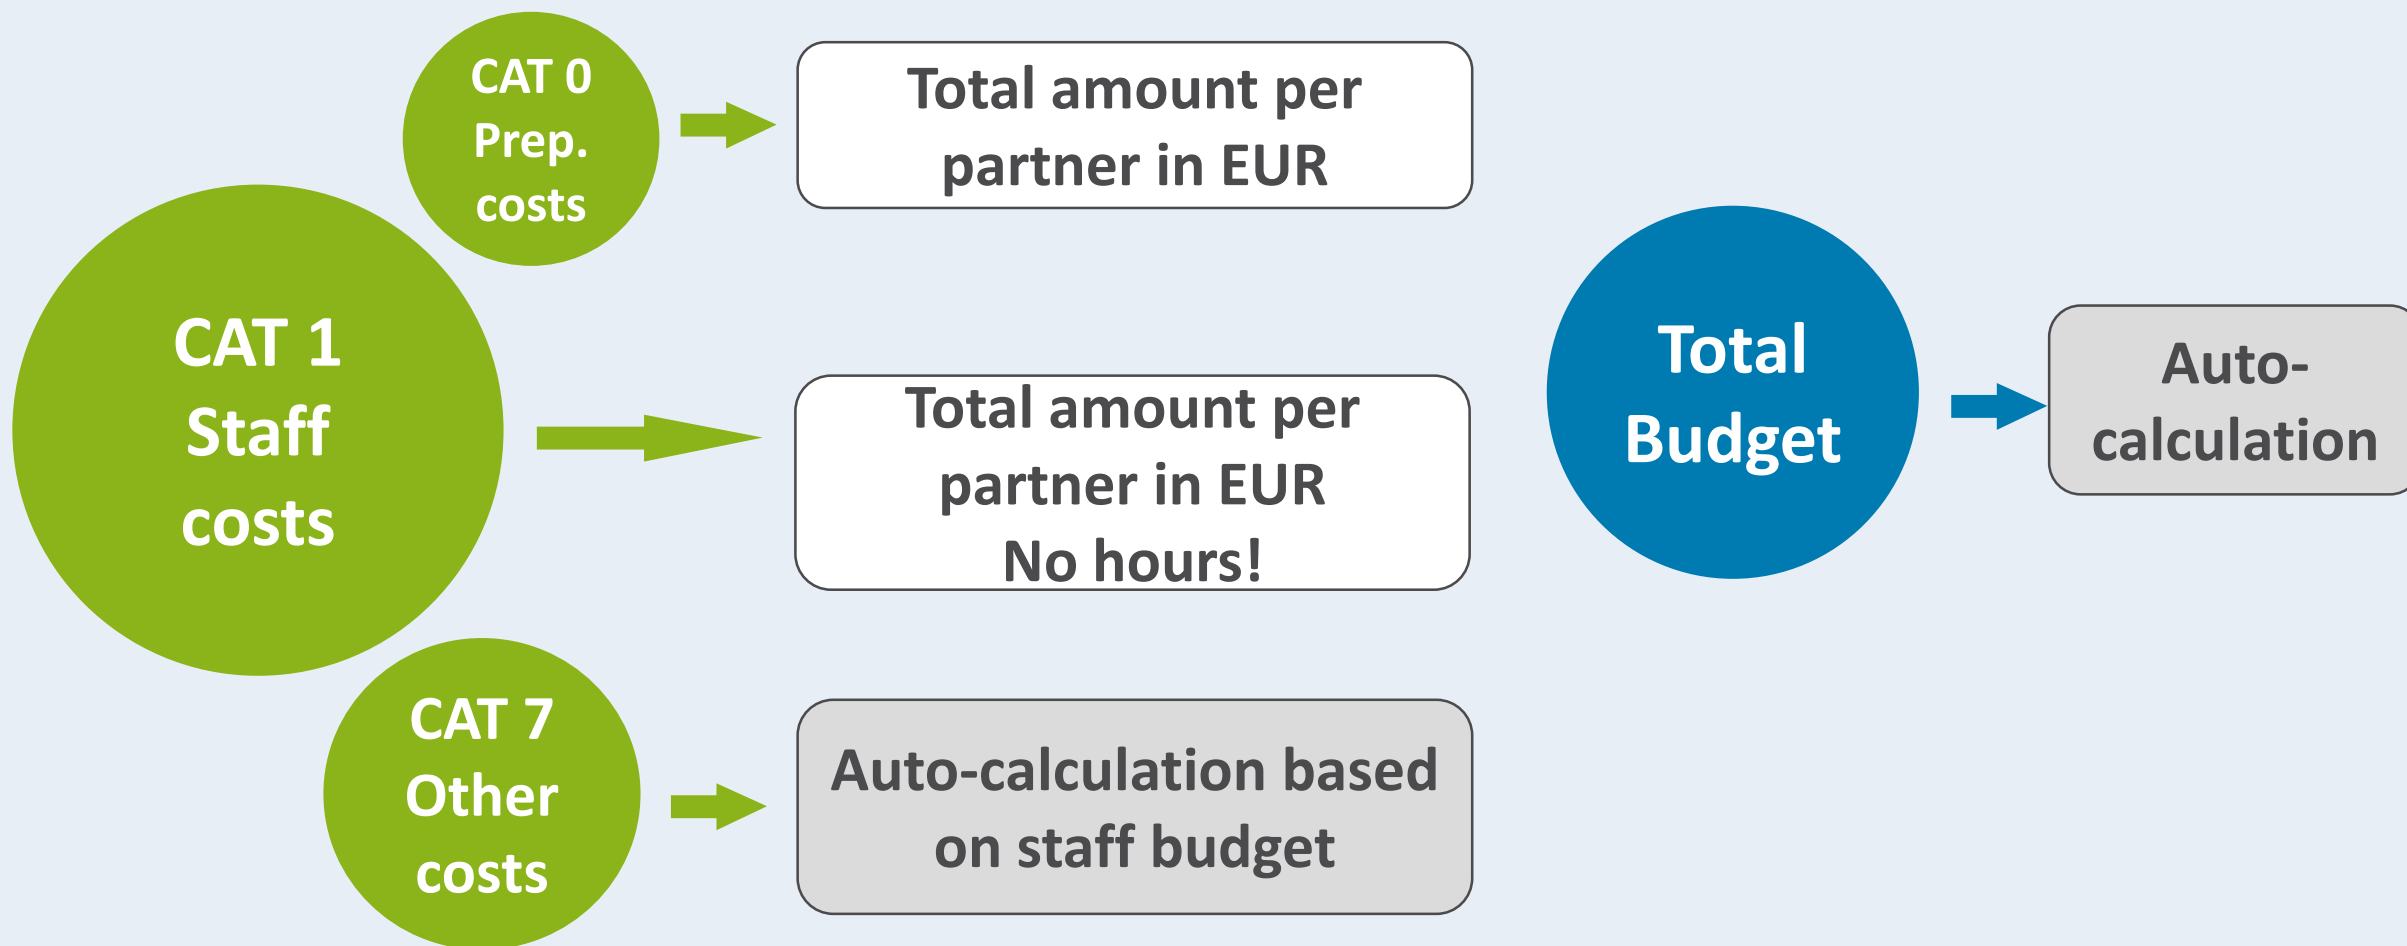 CAT 0
Prep.
costs
Total amount per
partner in EUR
CAT 1
Staff
costs
Total amount per
partner in EUR
No hours!
CAT 7
Other
costs
Auto-calculation based
on staff budget
Total
Budget
Auto-
calculation